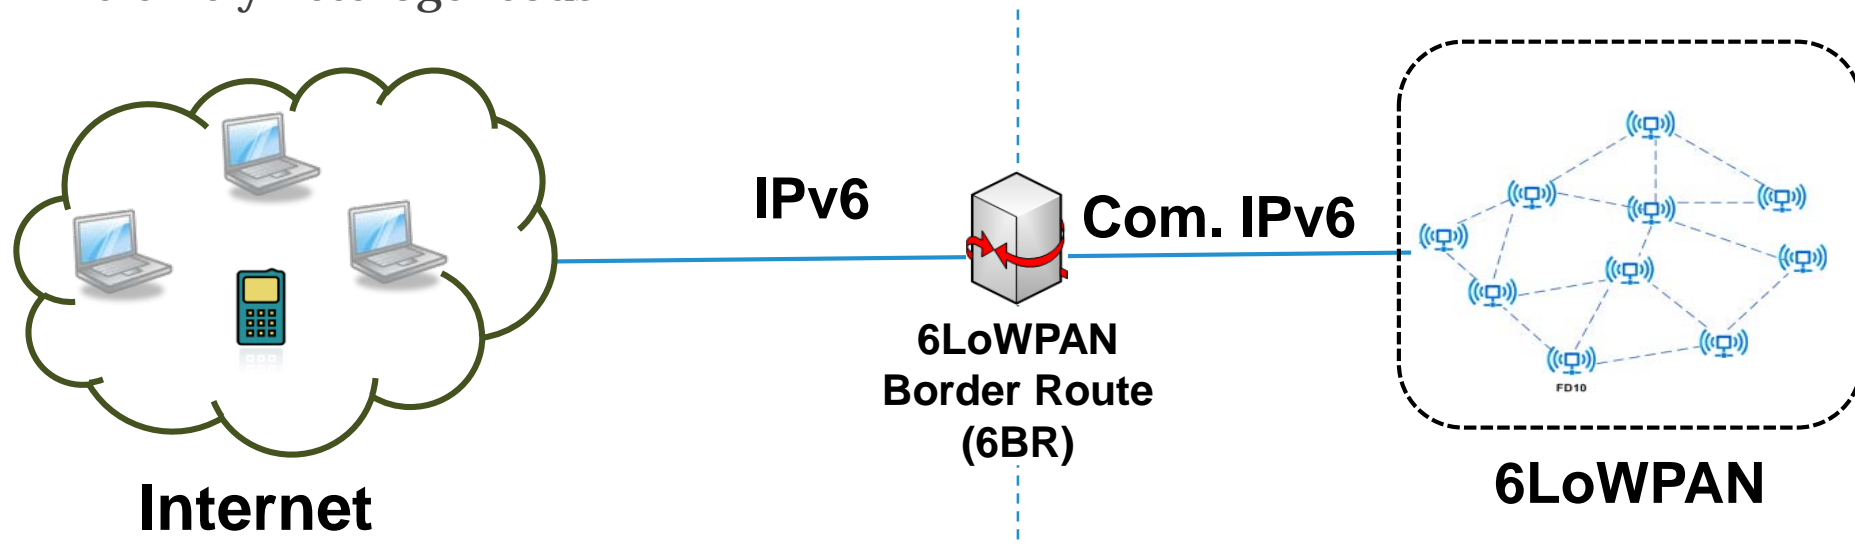 IPv6
Com. IPv6
6LoWPAN
Border Route
(6BR)
FD10
Internet
6LoWPAN